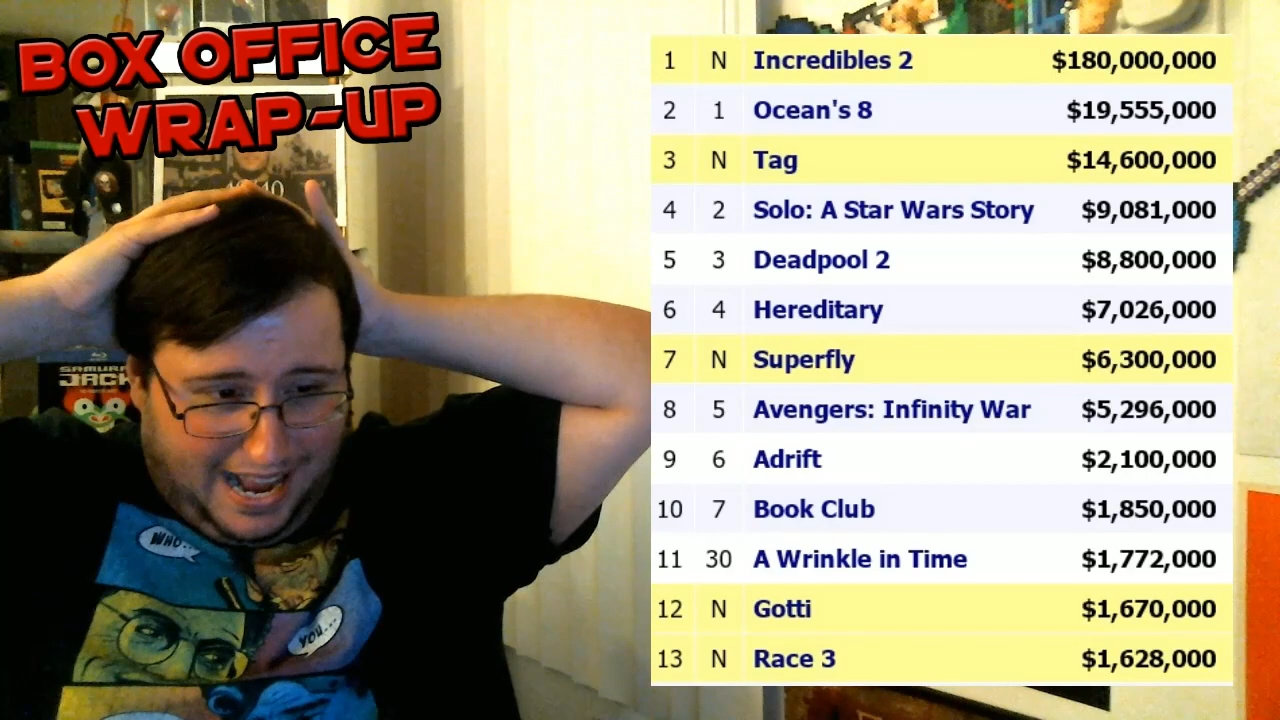 BOX OFFICE
WRAP-UP
1 N Incredibles 2 $180,000,000
2 1 Ocean's 8 $19,555,000
3 N Tag $14,600,000
4 2 Solo: A Star Wars Story $9,081,000
5 3 Deadpool 2 $8,800,000
6 4 Hereditary $7,026,000
7 N Superfly $6,300,000
8 5 Avengers: Infinity War $5,296,000
9 6 Adrift $2,100,000
10 7 Book Club $1,850,000
11 30 A Wrinkle in Time $1,772,000
12 N Gotti $1,670,000
13 N Race 3 $1,628,000
SAMURAI
JACK
WHO...
YOU...